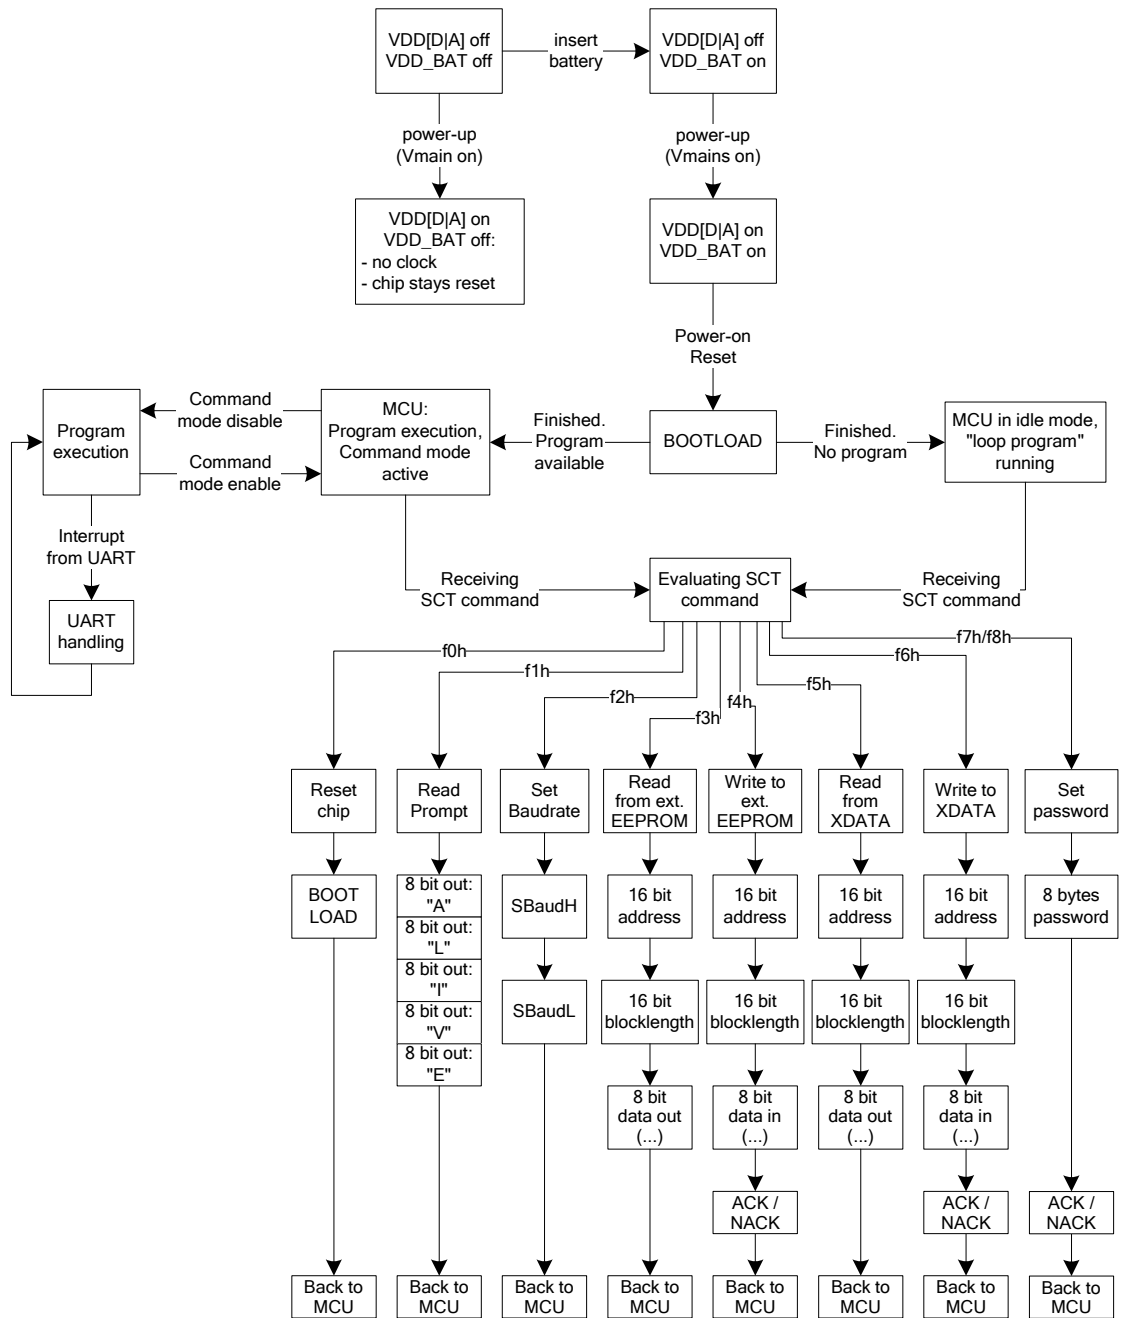 VDD[D|A] off
VDD_BAT off
insert
battery
VDD[D|A] off
VDD_BAT on
power-up
(Vmain on)
power-up
(Vmains on)
VDD[D|A] on
VDD_BAT off:
- no clock
- chip stays reset
VDD[D|A] on
VDD_BAT on
Power-on
Reset
Program
execution
Command
mode disable
Command
mode enable
MCU:
Program execution,
Command mode
active
Finished.
Program
available
BOOTLOAD
Finished.
No program
MCU in idle mode,
"loop program"
running
Interrupt
from UART
UART
handling
Receiving
SCT command
Evaluating SCT
command
Receiving
SCT command
f0h
f1h
f2h
f3h
f4h
f5h
f6h
f7h/f8h
Reset
chip
Read
Prompt
Set
Baudrate
Read
from ext.
EEPROM
Write to
ext.
EEPROM
Read
from
XDATA
Write to
XDATA
Set
password
BOOT
LOAD
8 bit out:
"A"
8 bit out:
"L"
8 bit out:
"I"
8 bit out:
"V"
8 bit out:
"E"
SBaudH
SBaudL
16 bit
address
16 bit
address
16 bit
address
16 bit
address
8 bytes
password
16 bit
blocklength
16 bit
blocklength
16 bit
blocklength
16 bit
blocklength
8 bit
data out
(...)
8 bit
data in
(...)
8 bit
data out
(...)
8 bit
data in
(...)
ACK /
NACK
ACK /
NACK
ACK /
NACK
Back to
MCU
Back to
MCU
Back to
MCU
Back to
MCU
Back to
MCU
Back to
MCU
Back to
MCU
Back to
MCU